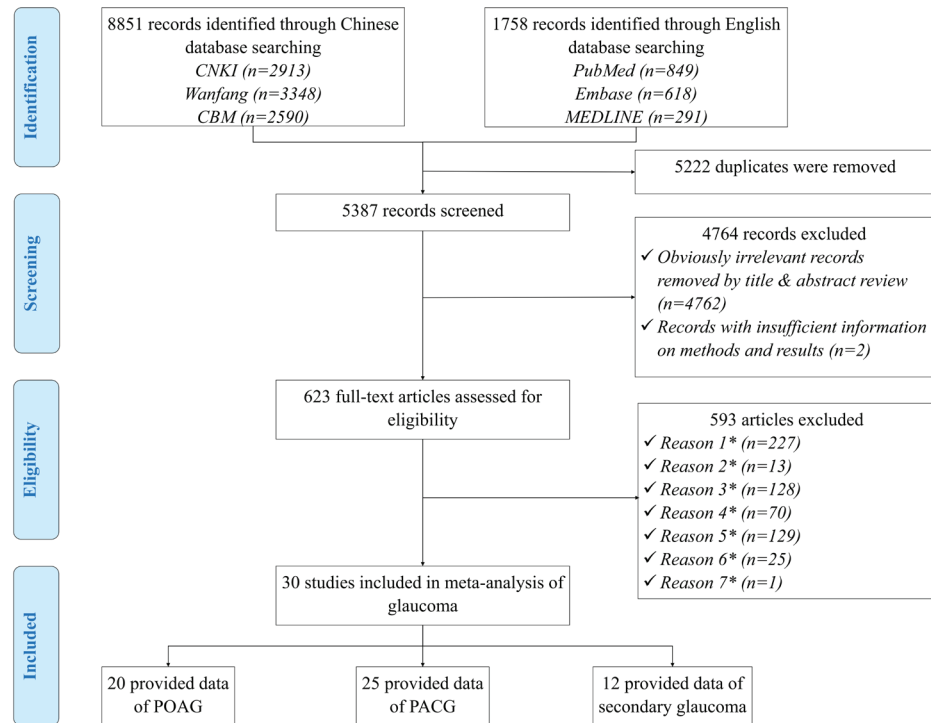 Identification
8851 records identified through Chinese
database searching
CNKI (n=2913)
Wanfang (n=3348)
CBM (n=2590)
1758 records identified through English
database searching
PubMed (n=849)
Embase (n=618)
MEDLINE (n=291)
5222 duplicates were removed
Screening
5387 records screened
4764 records excluded
✓ Obviously irrelevant records
removed by title & abstract review
(n=4762)
✓ Records with insufficient information
on methods and results (n=2)
Eligibility
623 full-text articles assessed for
eligibility
593 articles excluded
✓ Reason 1* (n=227)
✓ Reason 2* (n=13)
✓ Reason 3* (n=128)
✓ Reason 4* (n=70)
✓ Reason 5* (n=129)
✓ Reason 6* (n=25)
✓ Reason 7* (n=1)
Included
30 studies included in meta-analysis of
glaucoma
20 provided data
of POAG
25 provided data
of PACG
12 provided data of
secondary glaucoma